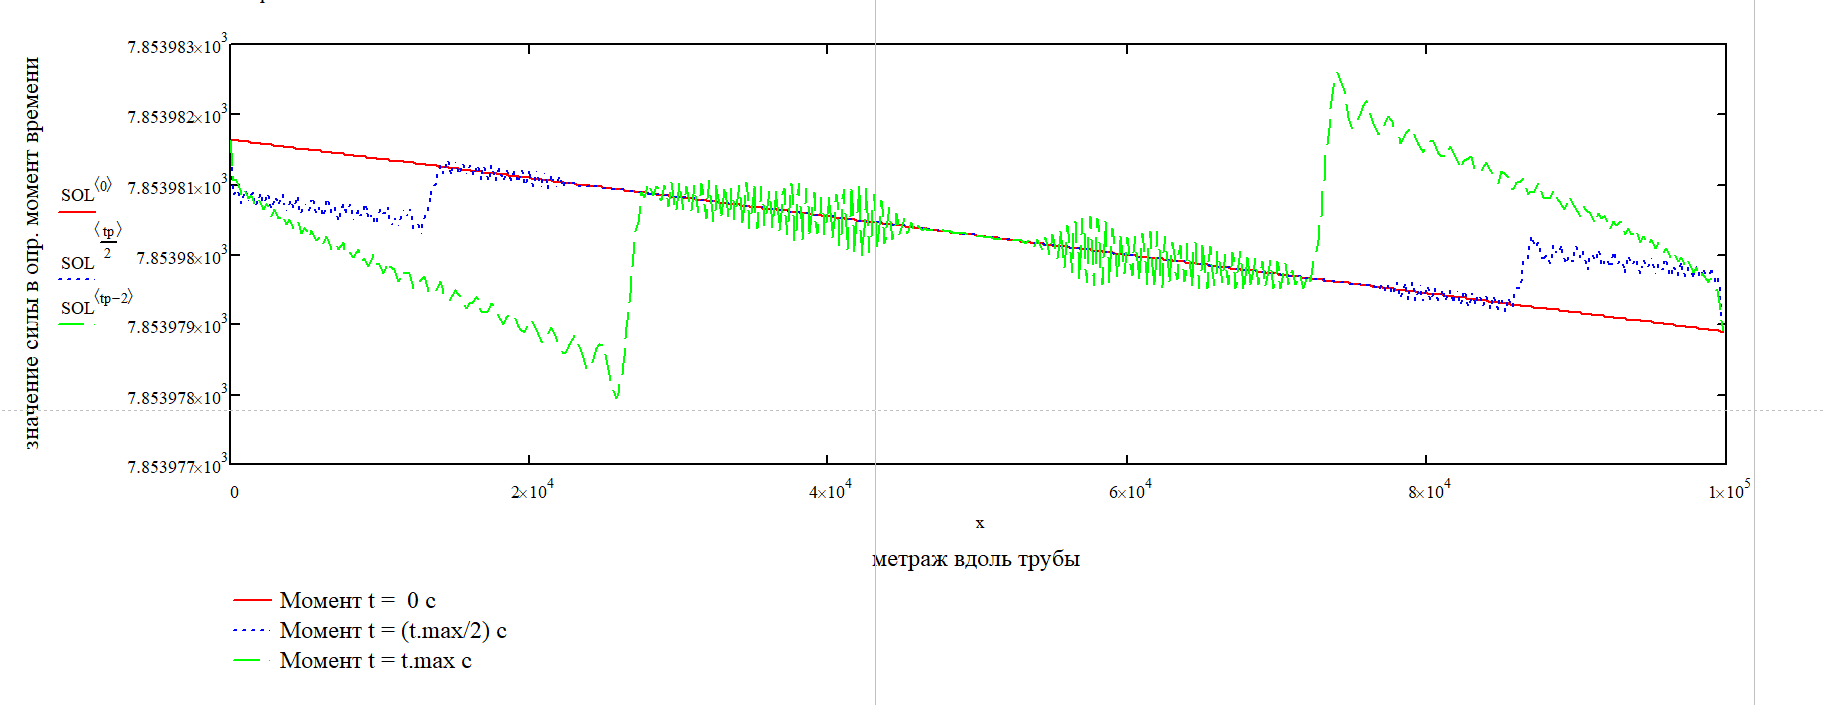 значение силы в опр. момент времени
7.853983×10³
7.853982×10³
7.853981×10³
7.85398×10³
7.853979×10³
7.853978×10³
7.853977×10³
SOL⟨0⟩
SOL⟨tp/2⟩
SOL⟨tp−2⟩
0 2×10⁴ 4×10⁴ 6×10⁴ 8×10⁴ 1×10⁵
x
метраж вдоль трубы
Момент t = 0 с
Момент t = (t.max/2) с
Момент t = t.max с